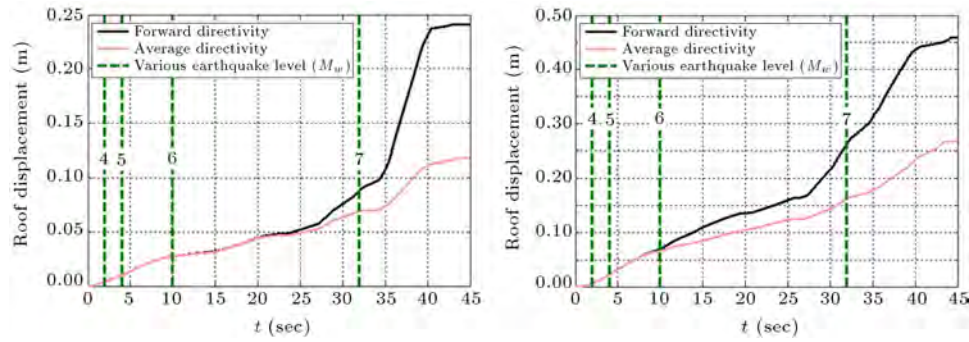 Roof displacement (m)
0.25
0.20
0.15
0.10
0.05
0.00
Forward directivity
Average directivity
Various earthquake level (M_w)
4
5
6
7
0 5 10 15 20 25 30 35 40 45
t (sec)
Roof displacement (m)
0.50
0.40
0.30
0.20
0.10
0.00
Forward directivity
Average directivity
Various earthquake level (M_w)
4
5
6
7
0 5 10 15 20 25 30 35 40 45
t (sec)